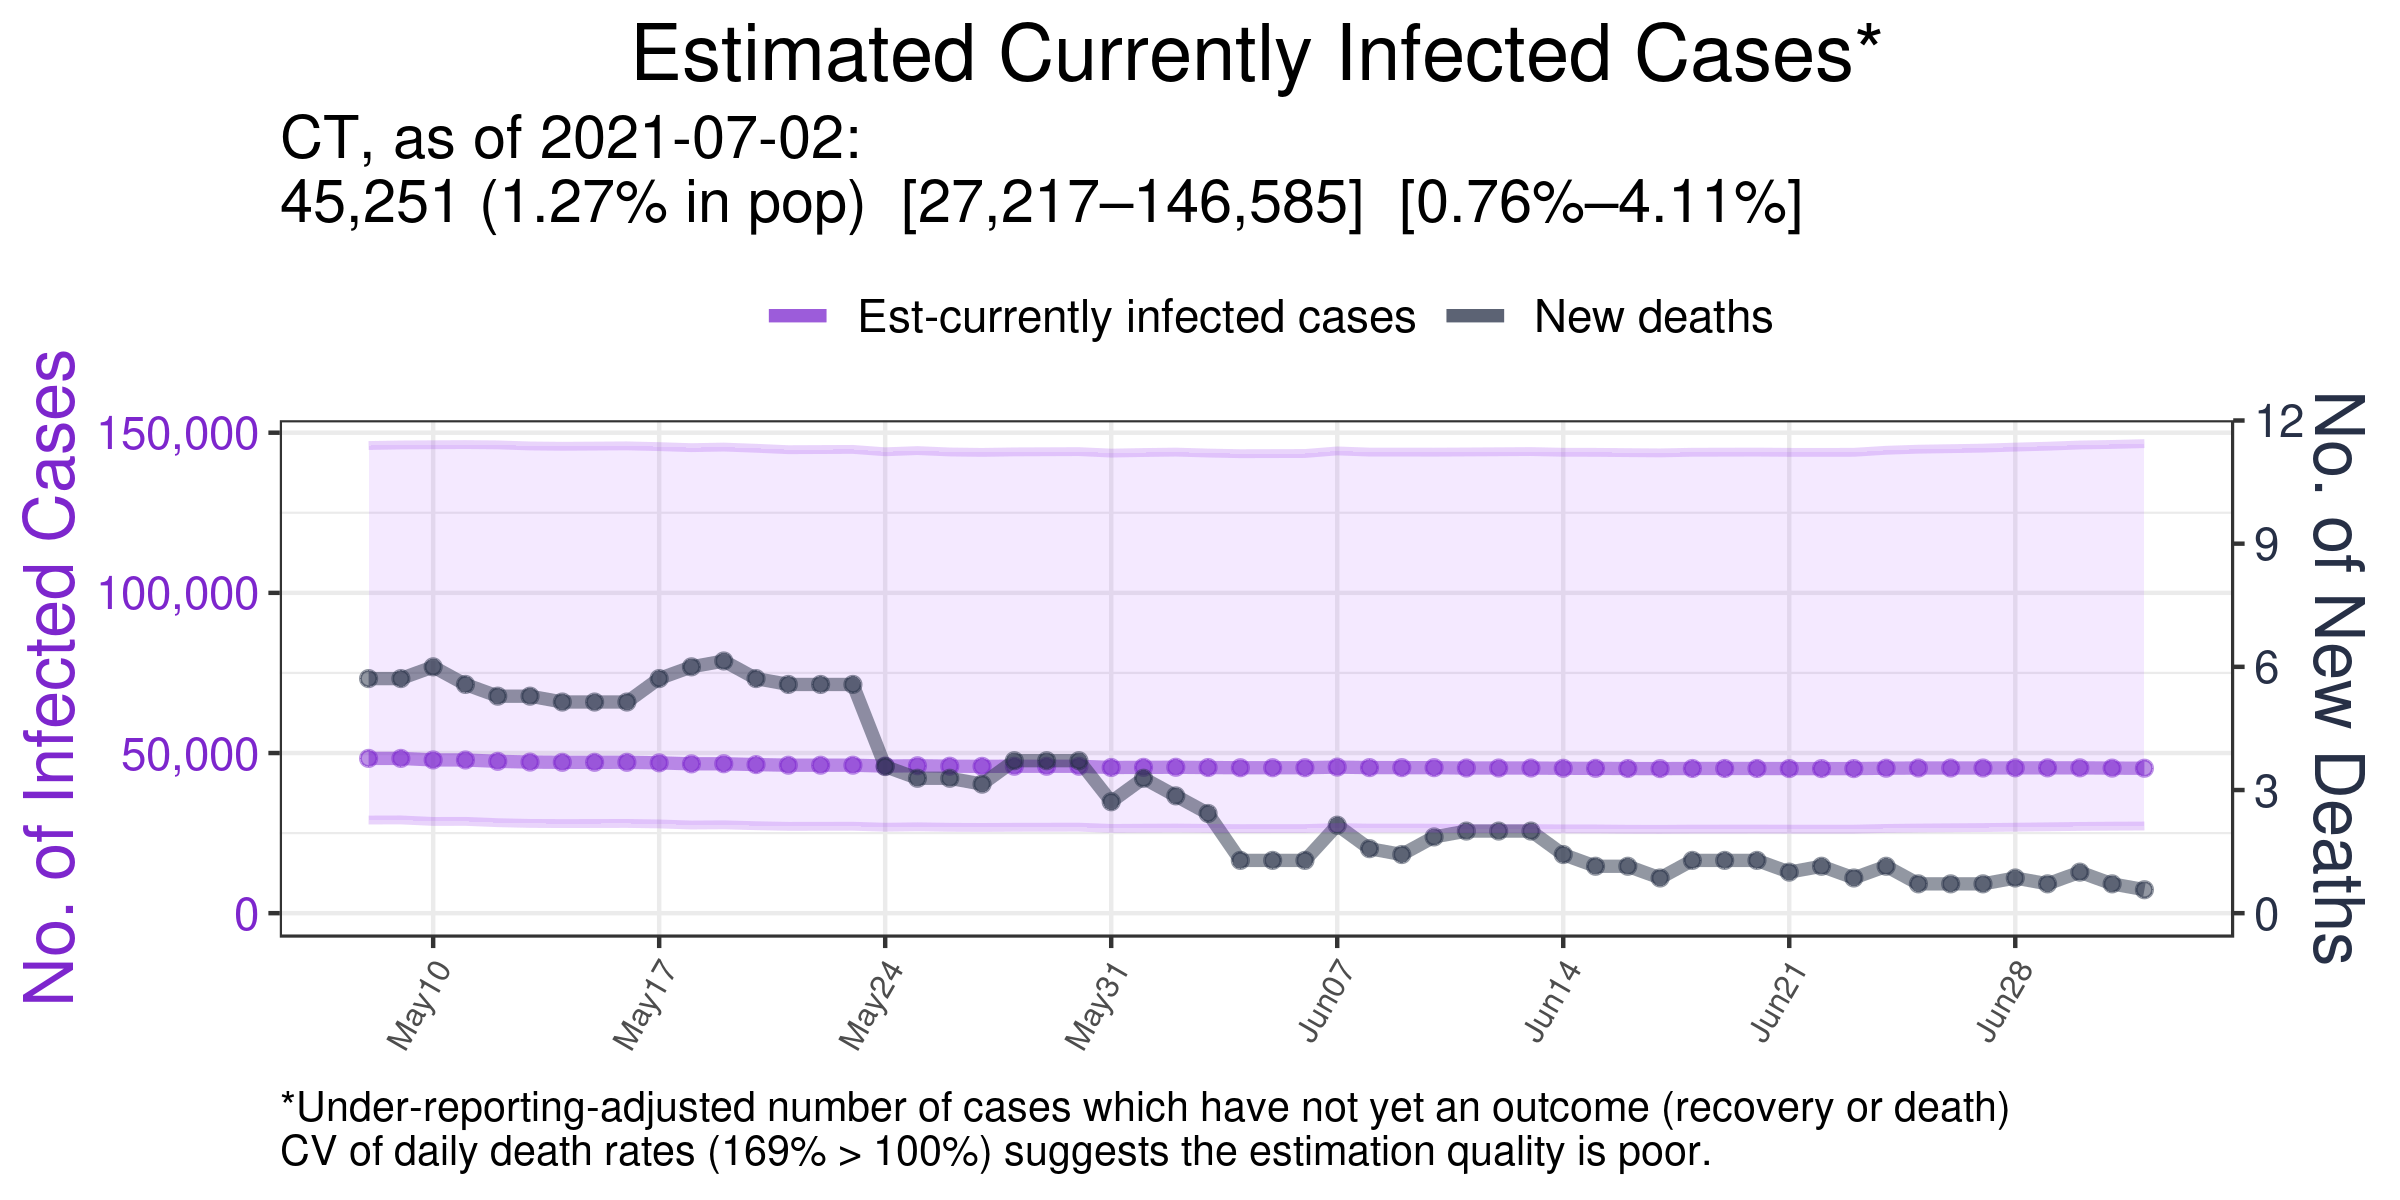 Estimated Currently Infected Cases*
CT, as of 2021-07-02:
45,251 (1.27% in pop)  [27,217–146,585]  [0.76%–4.11%]
Est-currently infected cases
New deaths
No. of Infected Cases
150,000
100,000
50,000
0
12
9
6
3
0
No. of New Deaths
May10
May17
May24
May31
Jun07
Jun14
Jun21
Jun28
*Under-reporting-adjusted number of cases which have not yet an outcome (recovery or death)
CV of daily death rates (169% > 100%) suggests the estimation quality is poor.